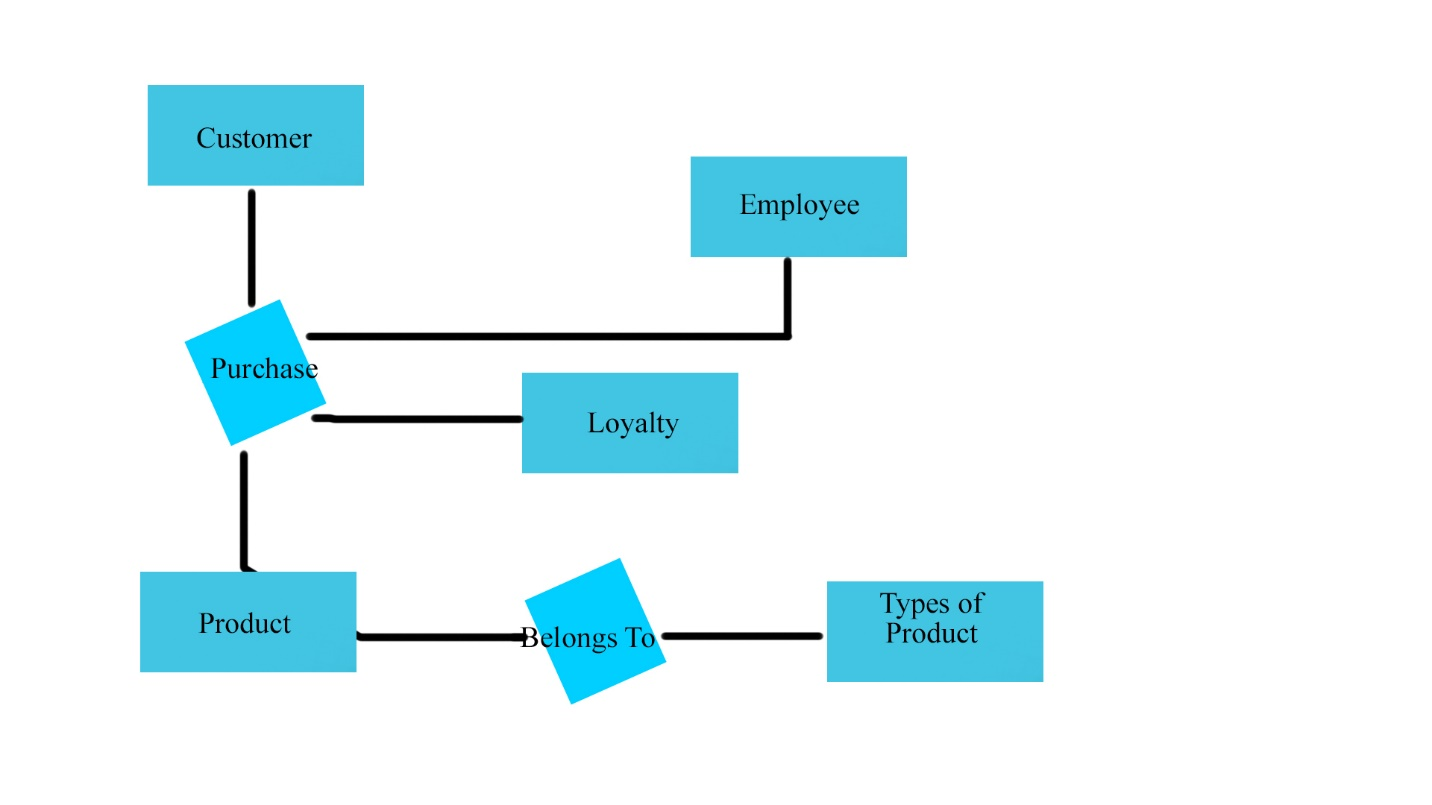 Customer
Employee
Purchase
Loyalty
Product
Belongs To
Types of
Product